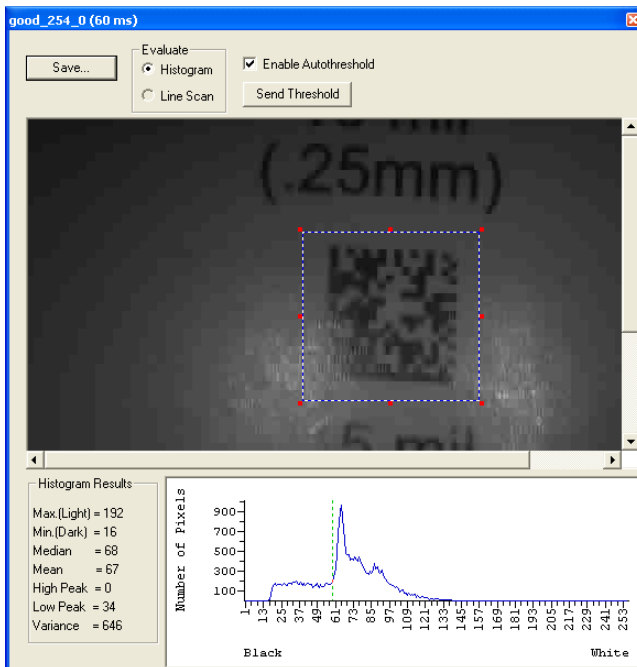 good_254_0 (60 ms)
Save...
Evaluate
Histogram
Line Scan
Enable Autothreshold
Send Threshold
mil
(.25mm)
5 mil
Histogram Results
Max.(Light) = 192
Min.(Dark) = 16
Median = 68
Mean = 67
High Peak = 0
Low Peak = 34
Variance = 646
Number of Pixels
900
700
500
300
100
1 13 25 37 49 61 73 85 97 109 121 133 145 157 169 181 193 205 217 229 241 253
Black White